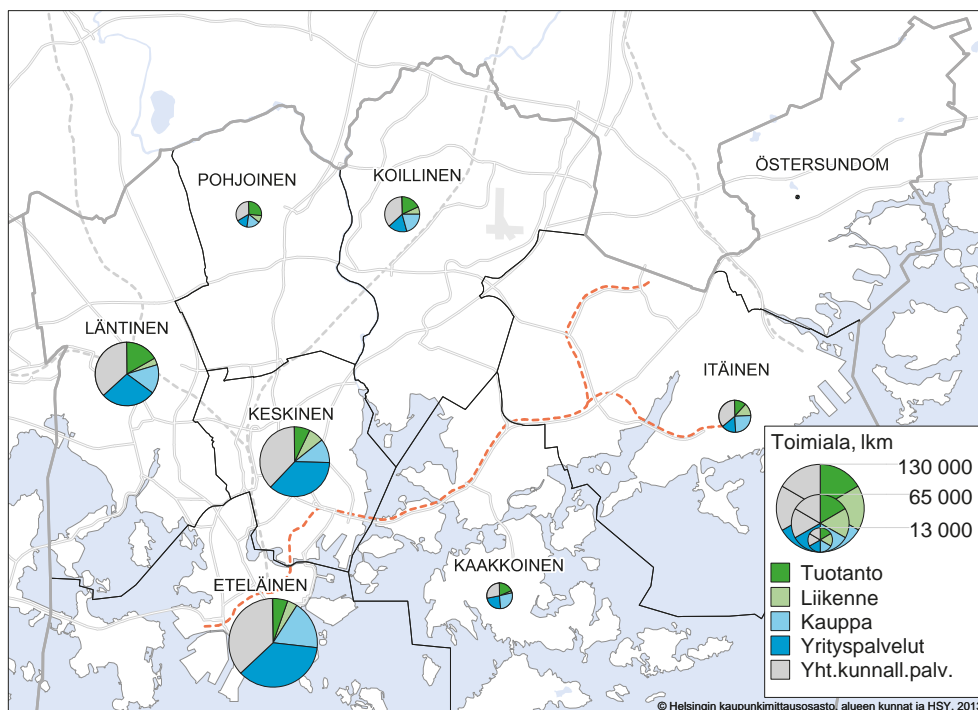 POHJOINEN
KOILLINEN
ÖSTERSUNDOM
LÄNTINEN
ITÄINEN
KESKINEN
KAAKKOINEN
ETELÄINEN
Toimiala, lkm
130 000
65 000
13 000
Tuotanto
Liikenne
Kauppa
Yrityspalvelut
Yht.kunnall.palv.
© Helsingin kaupunkimittausosasto, alueen kunnat ja HSY, 201